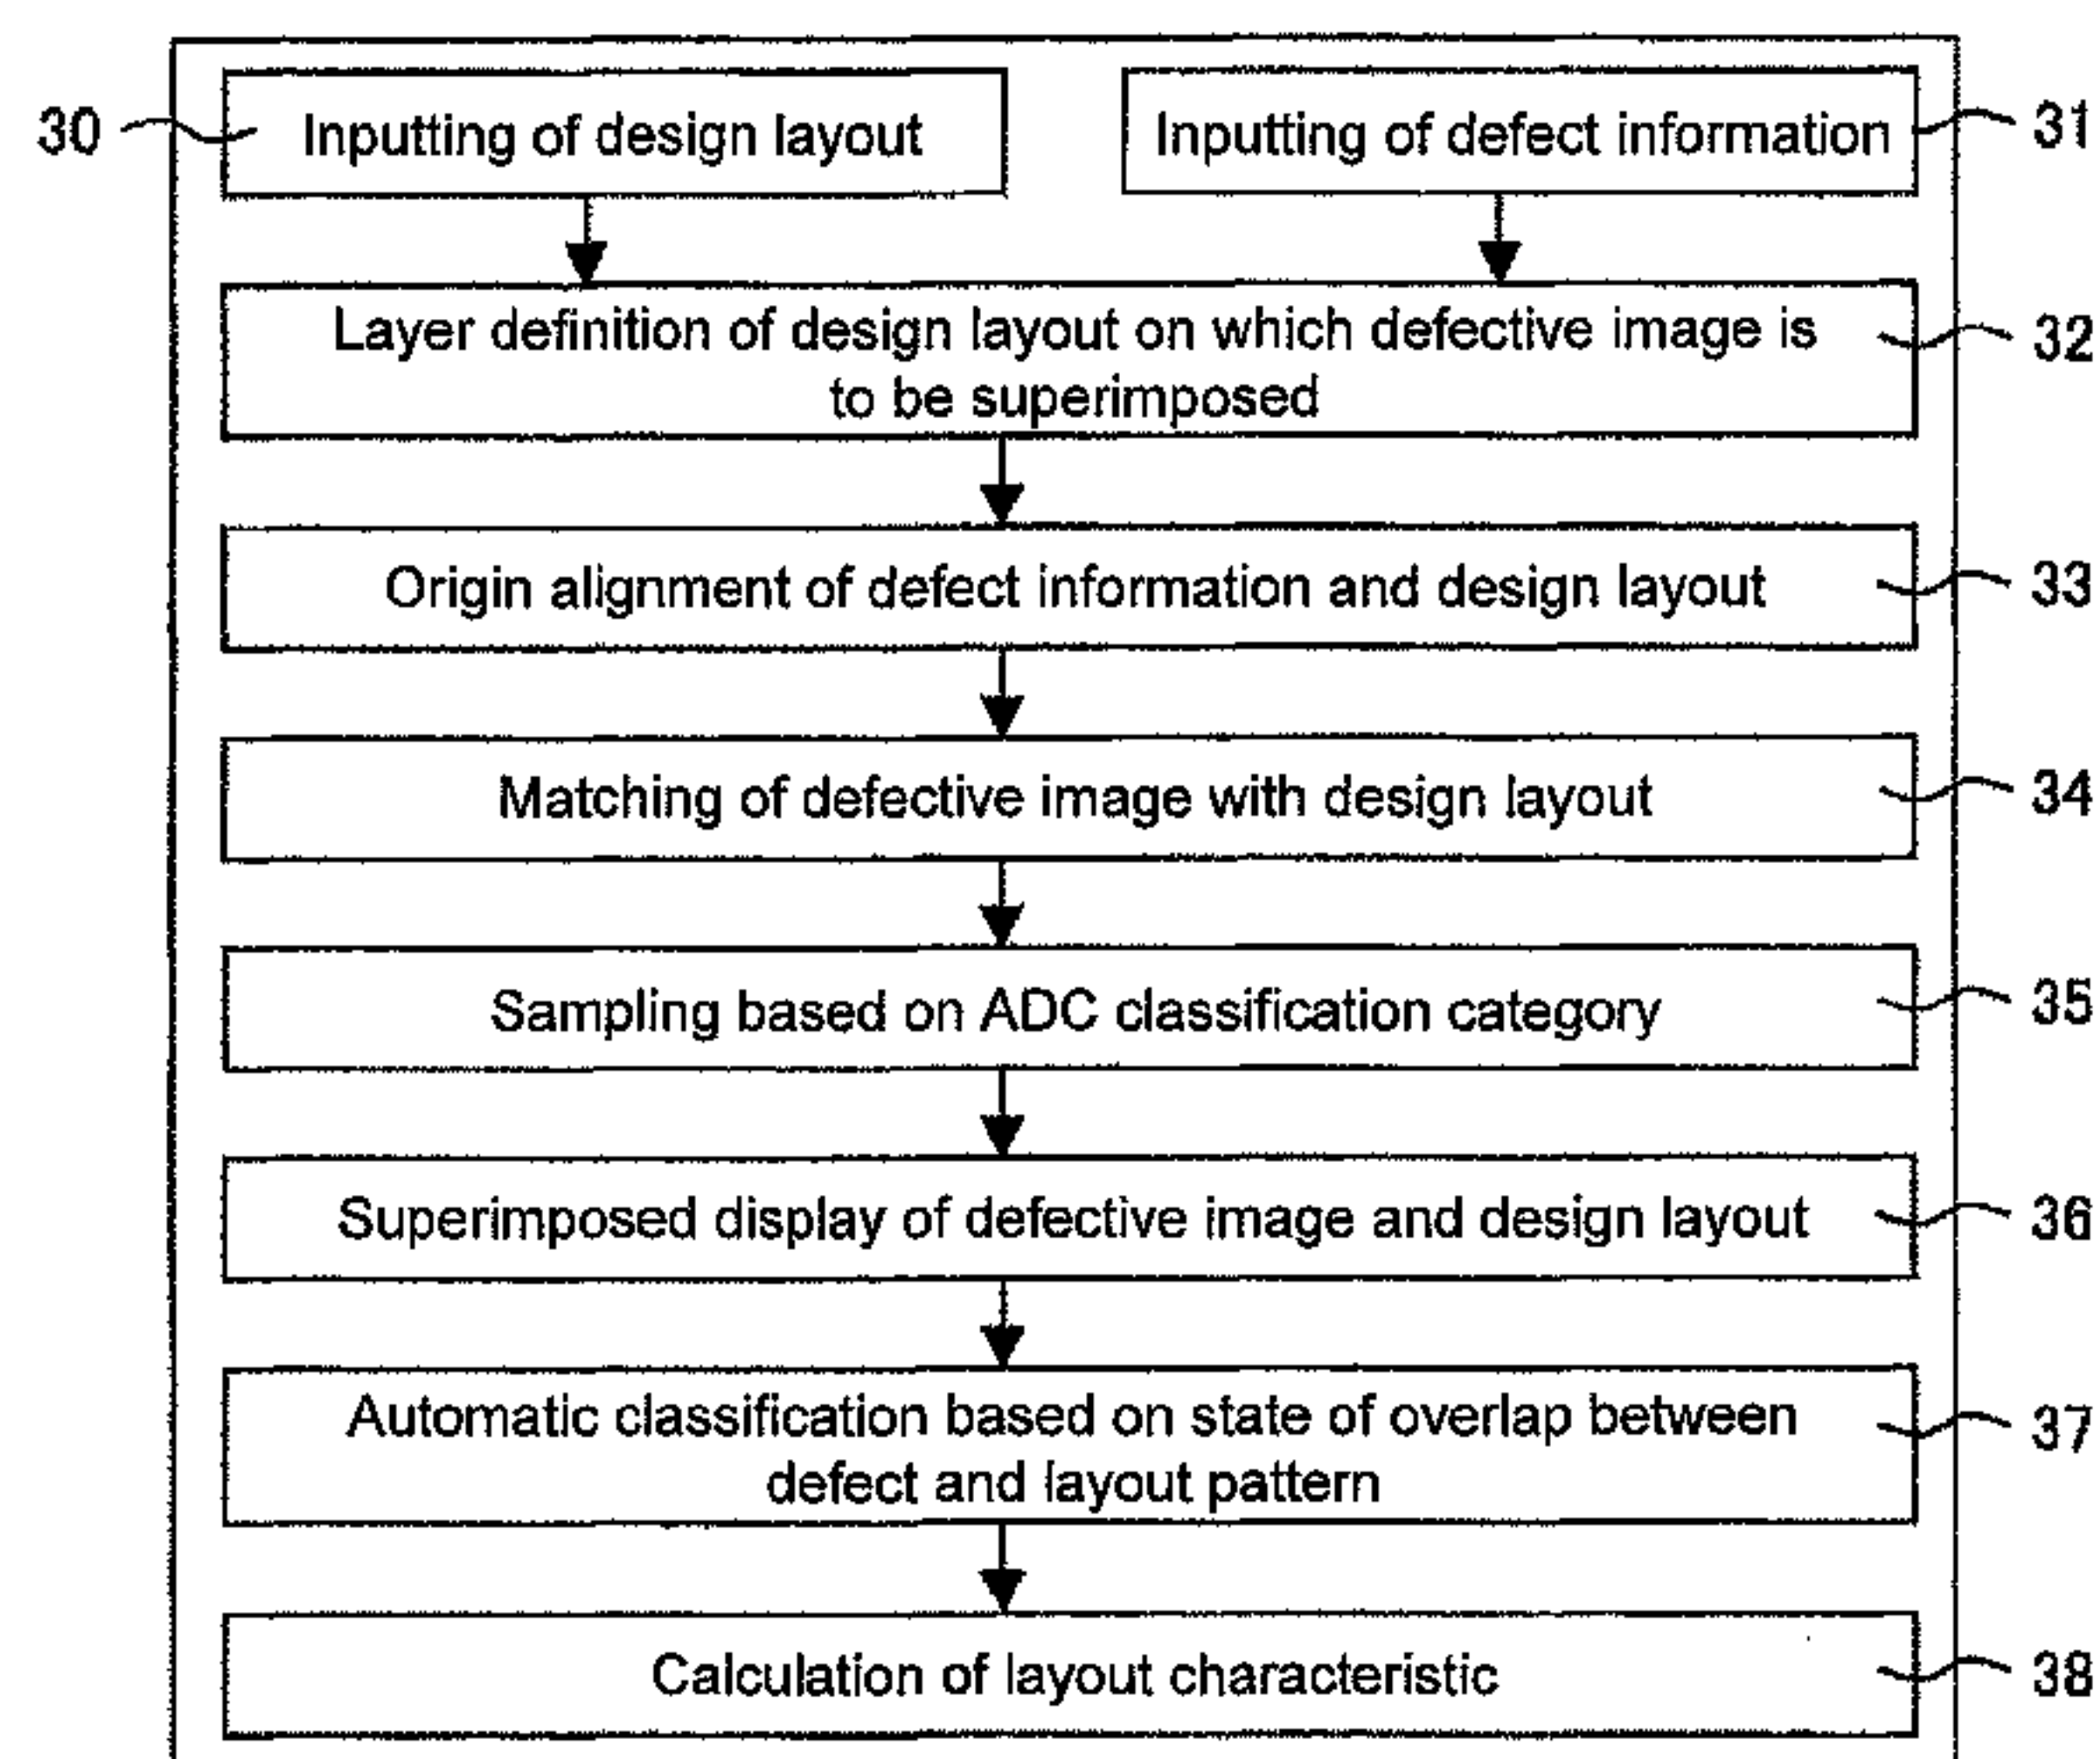 30
Inputting of design layout
Inputting of defect information
31
Layer definition of design layout on which defective image is
to be superimposed
32
Origin alignment of defect information and design layout
33
Matching of defective image with design layout
34
Sampling based on ADC classification category
35
Superimposed display of defective image and design layout
36
Automatic classification based on state of overlap between
defect and layout pattern
37
Calculation of layout characteristic
38